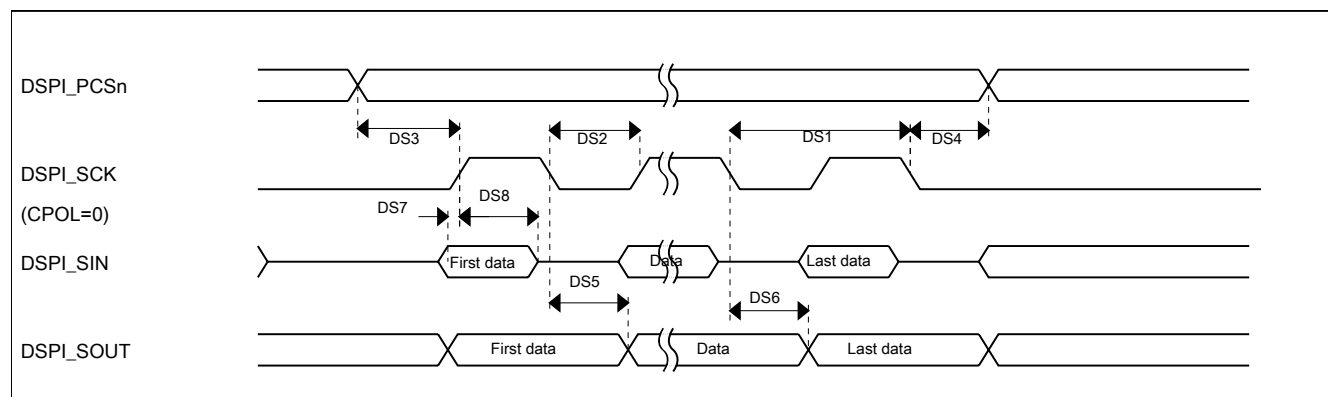 DSPI_PCSn
DS3
DS2
DS1
DS4
DSPI_SCK
(CPOL=0)
DS7
DS8
DSPI_SIN
First data
Data
Last data
DS5
DS6
DSPI_SOUT
First data
Data
Last data